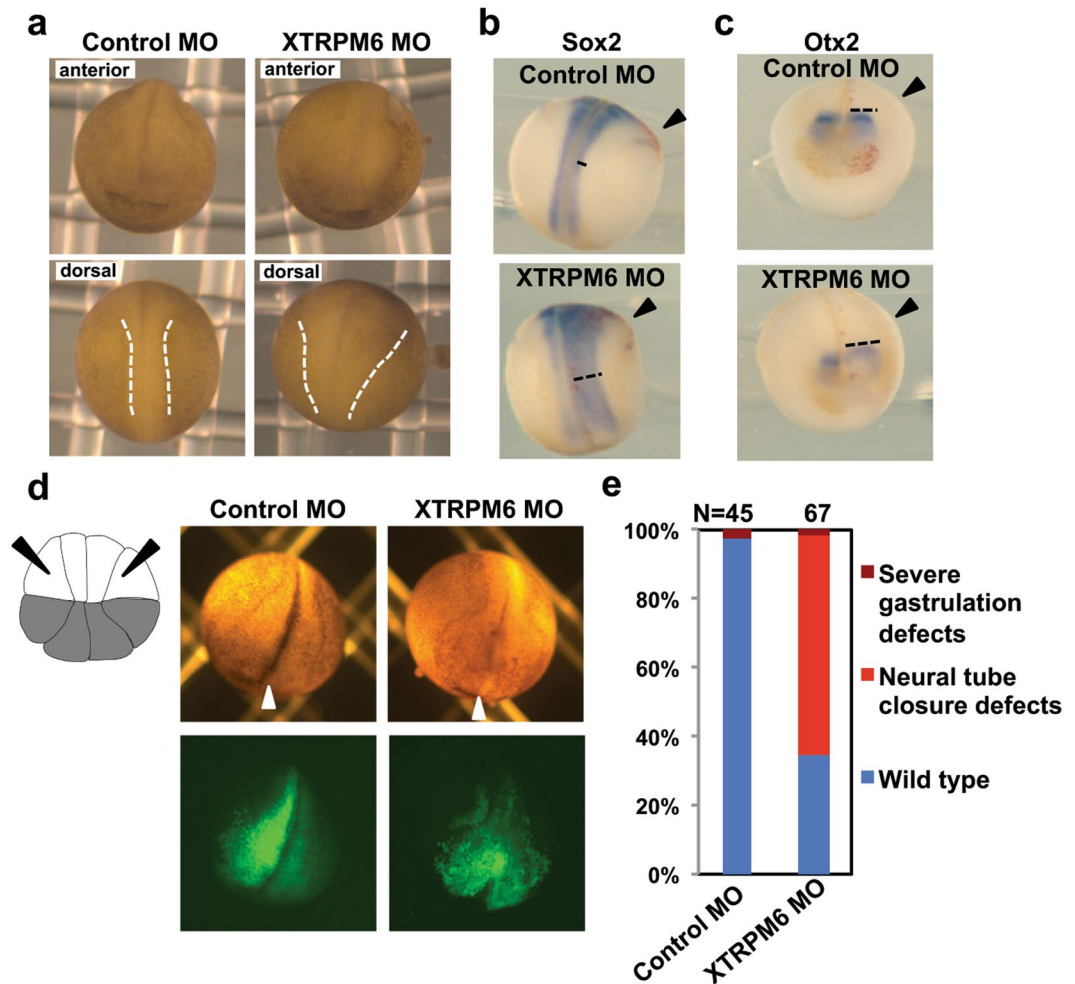 a
Control MO
XTRPM6 MO
anterior
anterior
dorsal
dorsal
b
Sox2
Control MO
XTRPM6 MO
c
Otx2
Control MO
XTRPM6 MO
d
Control MO
XTRPM6 MO
e
N=45
67
100%
80%
60%
40%
20%
0%
Control MO
XTRPM6 MO
Severe
gastrulation
defects
Neural tube
closure defects
Wild type